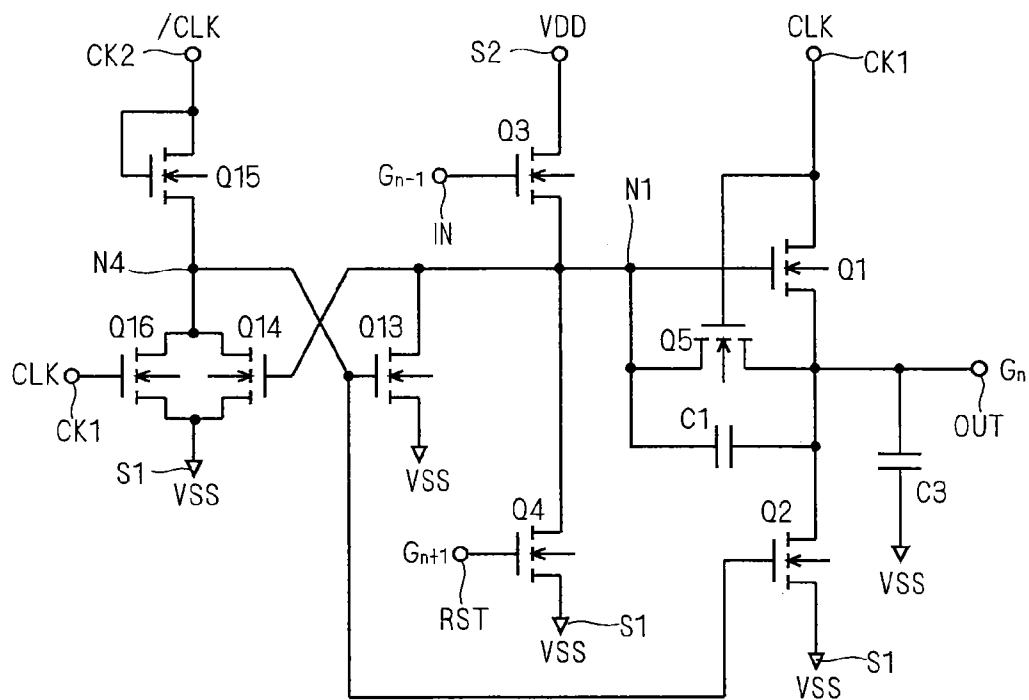 /CLK
CK2
VDD
S2
CLK
CK1
Q3
Q15
Gn-1
IN
N1
Q1
N4
Q16
Q14
Q13
Q5
CLK
CK1
Gn
OUT
C1
S1
VSS
VSS
C3
Q4
Q2
Gn+1
RST
VSS
S1
VSS
S1
VSS